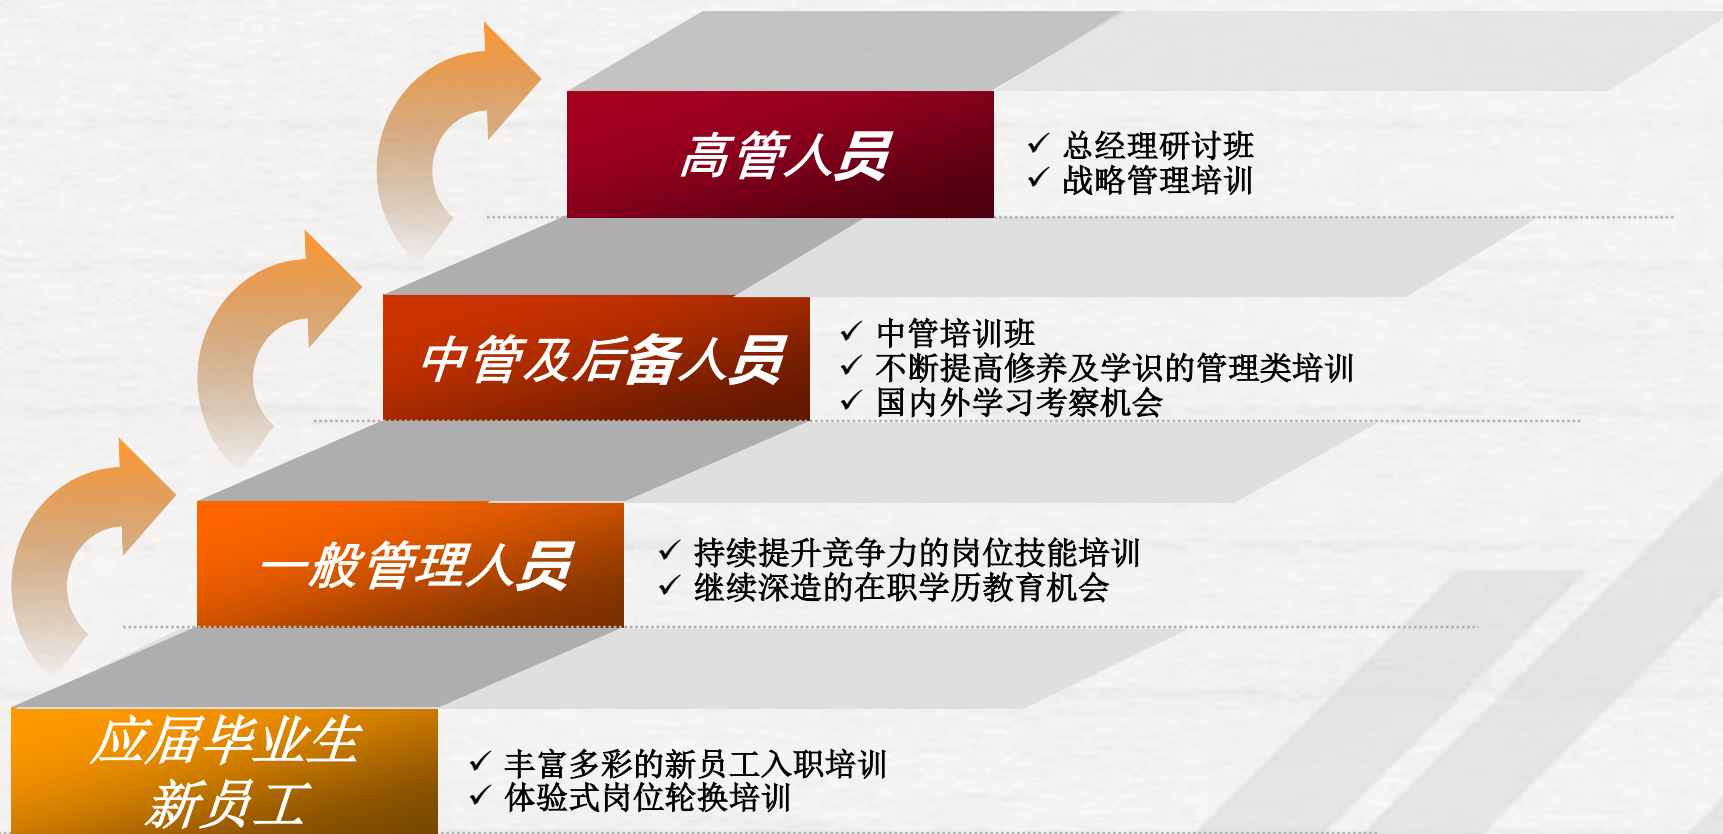 高管人员
✓ 总经理研讨班
✓ 战略管理培训
中管及后备人员
✓ 中管培训班
✓ 不断提高修养及学识的管理类培训
✓ 国内外学习考察机会
一般管理人员
✓ 持续提升竞争力的岗位技能培训
✓ 继续深造的在职学历教育机会
应届毕业生
新员工
✓ 丰富多彩的新员工入职培训
✓ 体验式岗位轮换培训